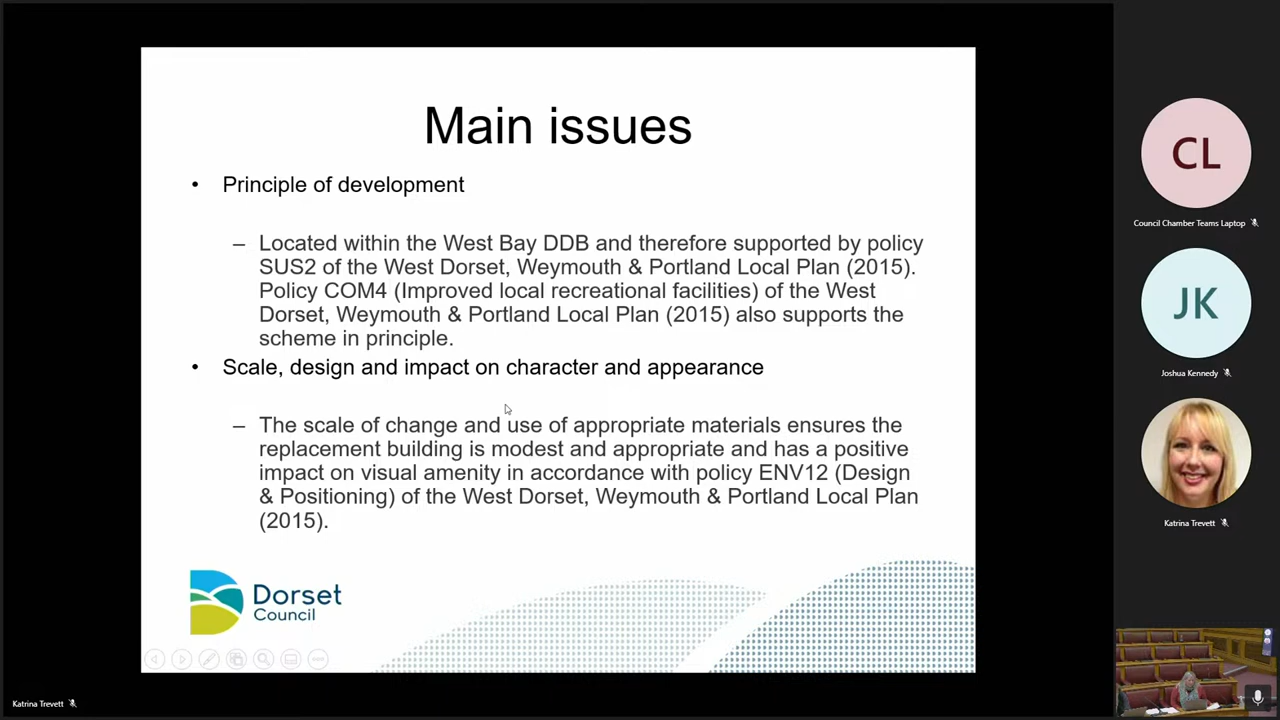 Main issues
• Principle of development
– Located within the West Bay DDB and therefore supported by policy
SUS2 of the West Dorset, Weymouth & Portland Local Plan (2015).
Policy COM4 (Improved local recreational facilities) of the West
Dorset, Weymouth & Portland Local Plan (2015) also supports the
scheme in principle.
• Scale, design and impact on character and appearance
– The scale of change and use of appropriate materials ensures the
replacement building is modest and appropriate and has a positive
impact on visual amenity in accordance with policy ENV12 (Design
& Positioning) of the West Dorset, Weymouth & Portland Local Plan
(2015).
Dorset
Council
Katrina Trevett
CL
Council Chamber Teams Laptop
JK
Joshua Kennedy
Katrina Trevett